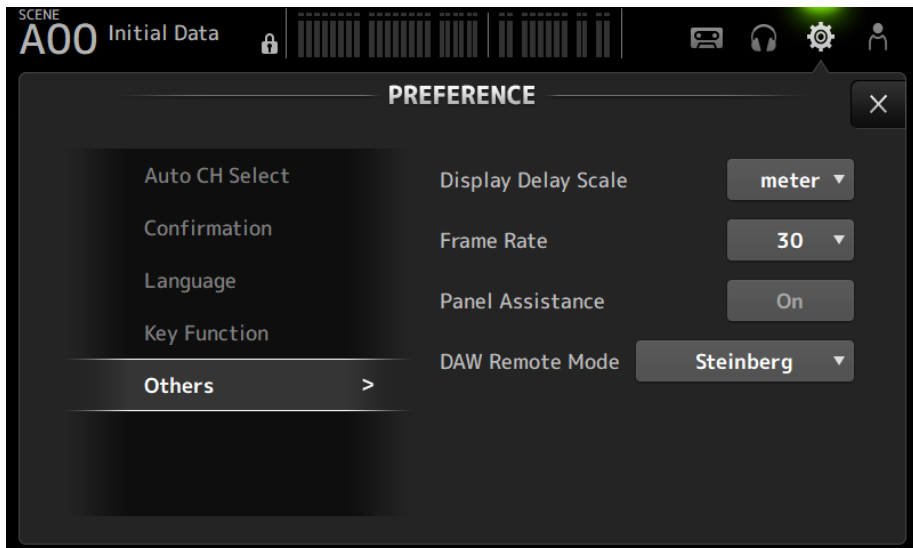 SCENE
A00 Initial Data
PREFERENCE
Auto CH Select
Confirmation
Language
Key Function
Others >
Display Delay Scale meter
Frame Rate 30
Panel Assistance On
DAW Remote Mode Steinberg